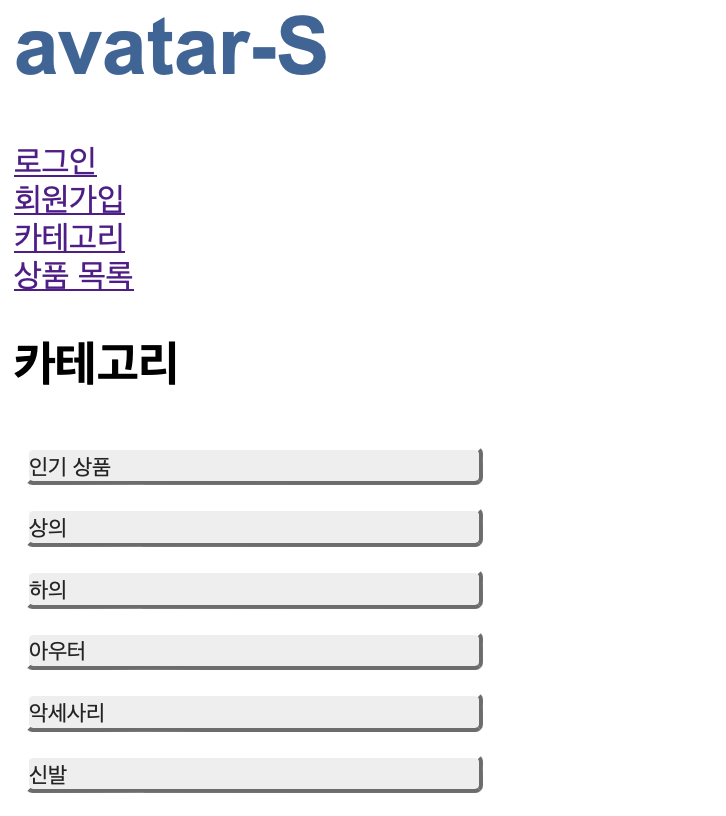 avatar-S
로그인
회원가입
카테고리
상품 목록
카테고리
인기 상품
상의
하의
아우터
악세사리
신발